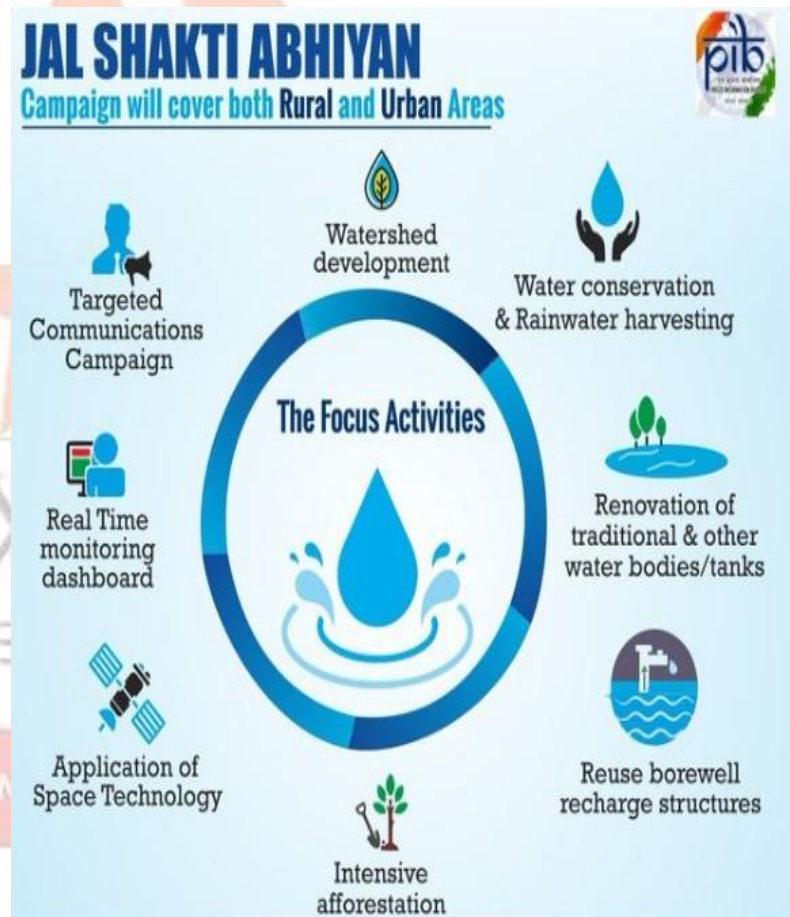 JAL SHAKTI ABHIYAN
Campaign will cover both Rural and Urban Areas
pib
Watershed
development
Water conservation
& Rainwater harvesting
Targeted
Communications
Campaign
The Focus Activities
Renovation of
traditional & other
water bodies/tanks
Real Time
monitoring
dashboard
Reuse borewell
recharge structures
Application of
Space Technology
Intensive
afforestation